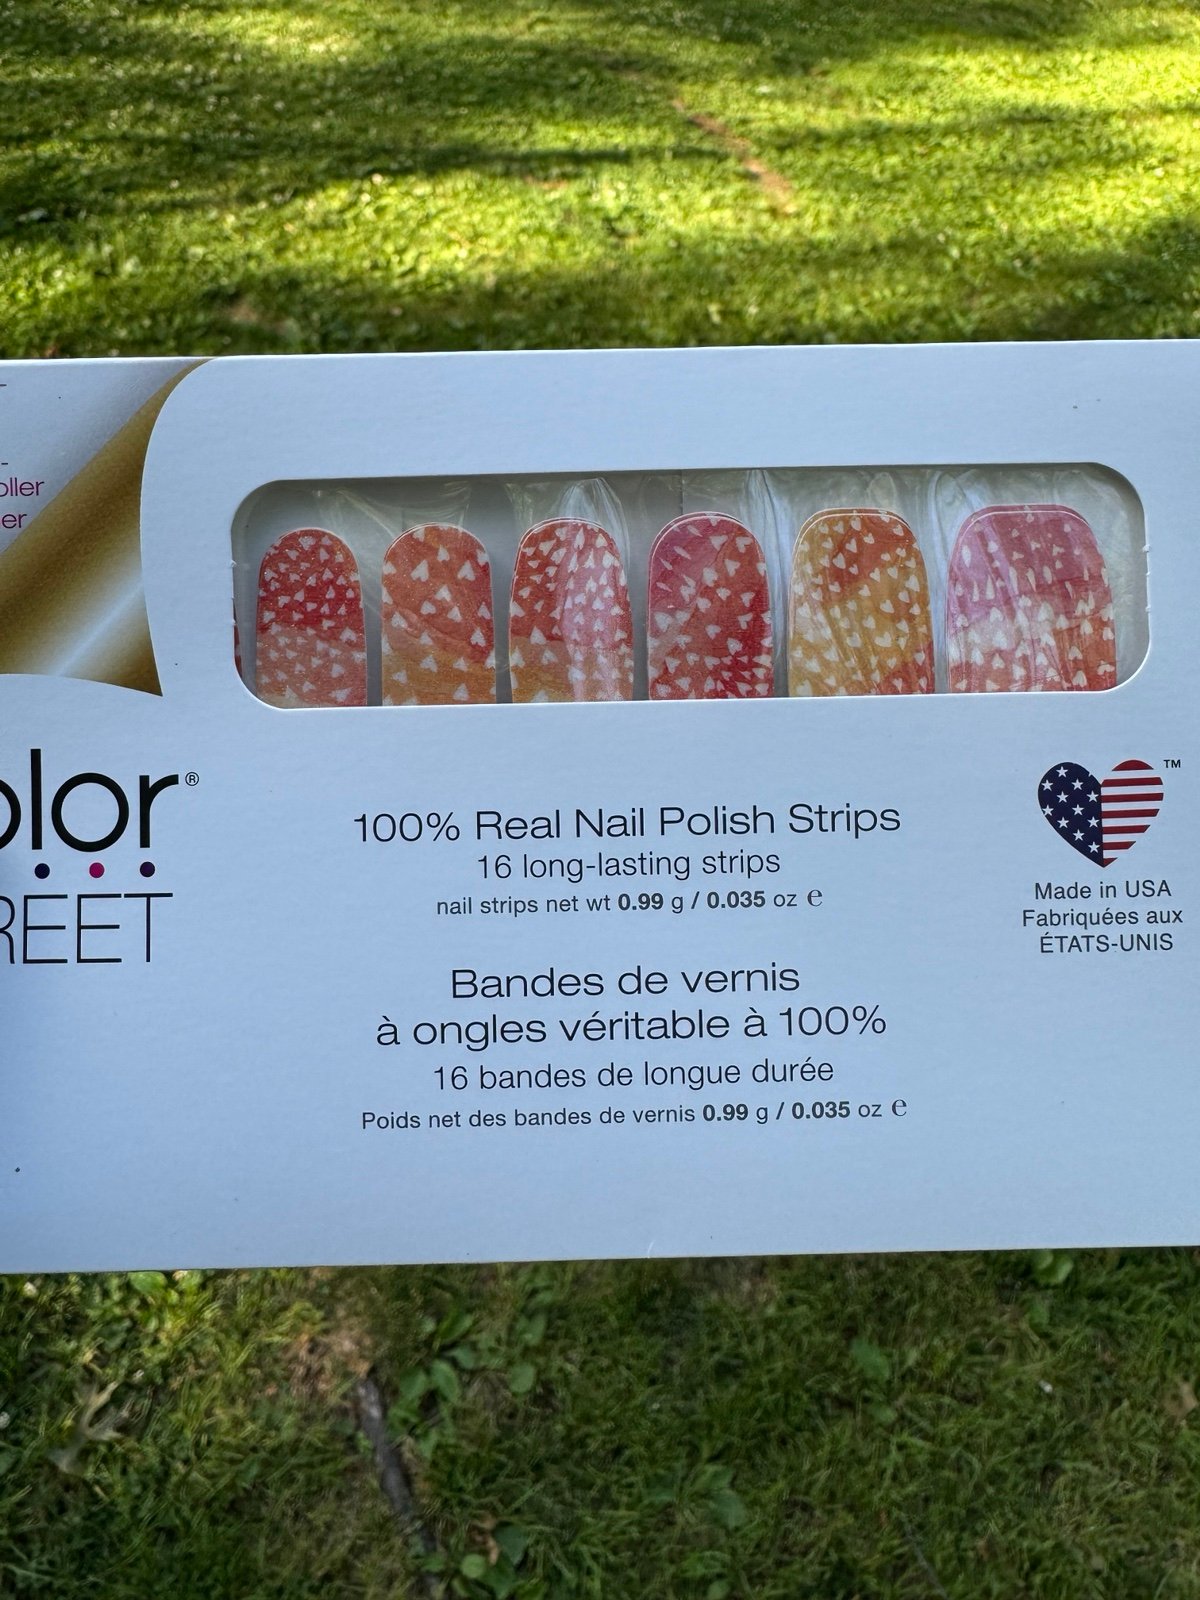 oller
er
olor®
REET
100% Real Nail Polish Strips
16 long-lasting strips
nail strips net wt 0.99 g / 0.035 oz ℮
Bandes de vernis
à ongles véritable à 100%
16 bandes de longue durée
Poids net des bandes de vernis 0.99 g / 0.035 oz ℮
™
Made in USA
Fabriquées aux
ÉTATS-UNIS